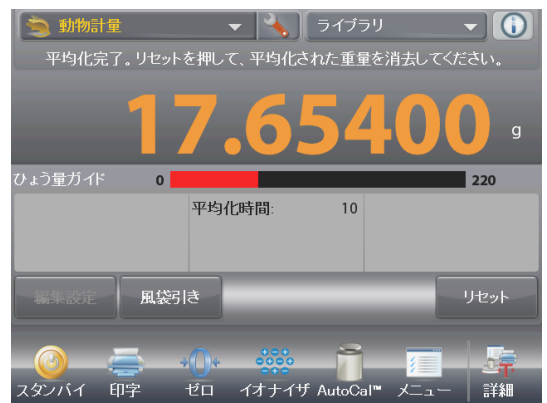 動物計量 ライブラリ
平均化完了。リセットを押して、平均化された重量を消去してください。
17.65400 g
ひょう量ガイド 0 220
平均化時間: 10
編集設定 風袋引き リセット
スタンバイ 印字 ゼロ イオナイザ AutoCal™ メニュー 詳細